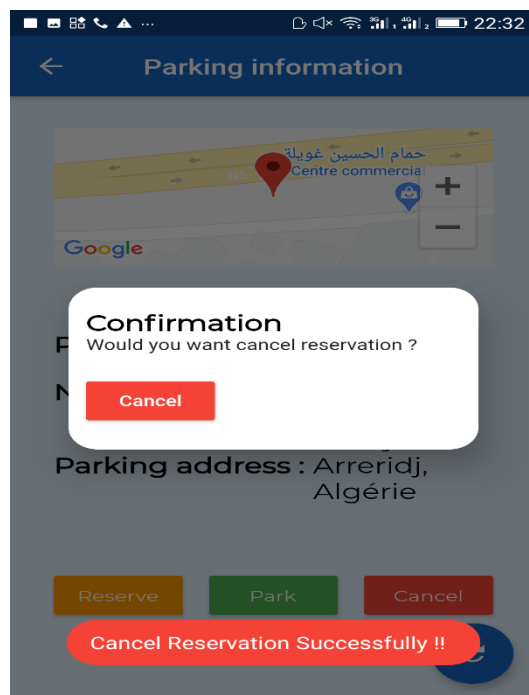 22:32
Parking information
حمام الحسين غويلة
Centre commercial
N5
+
−
Google
Confirmation
Would you want cancel reservation ?
Cancel
P
N
Parking address : Arreridj,
Algérie
Reserve Park Cancel
Cancel Reservation Successfully !!